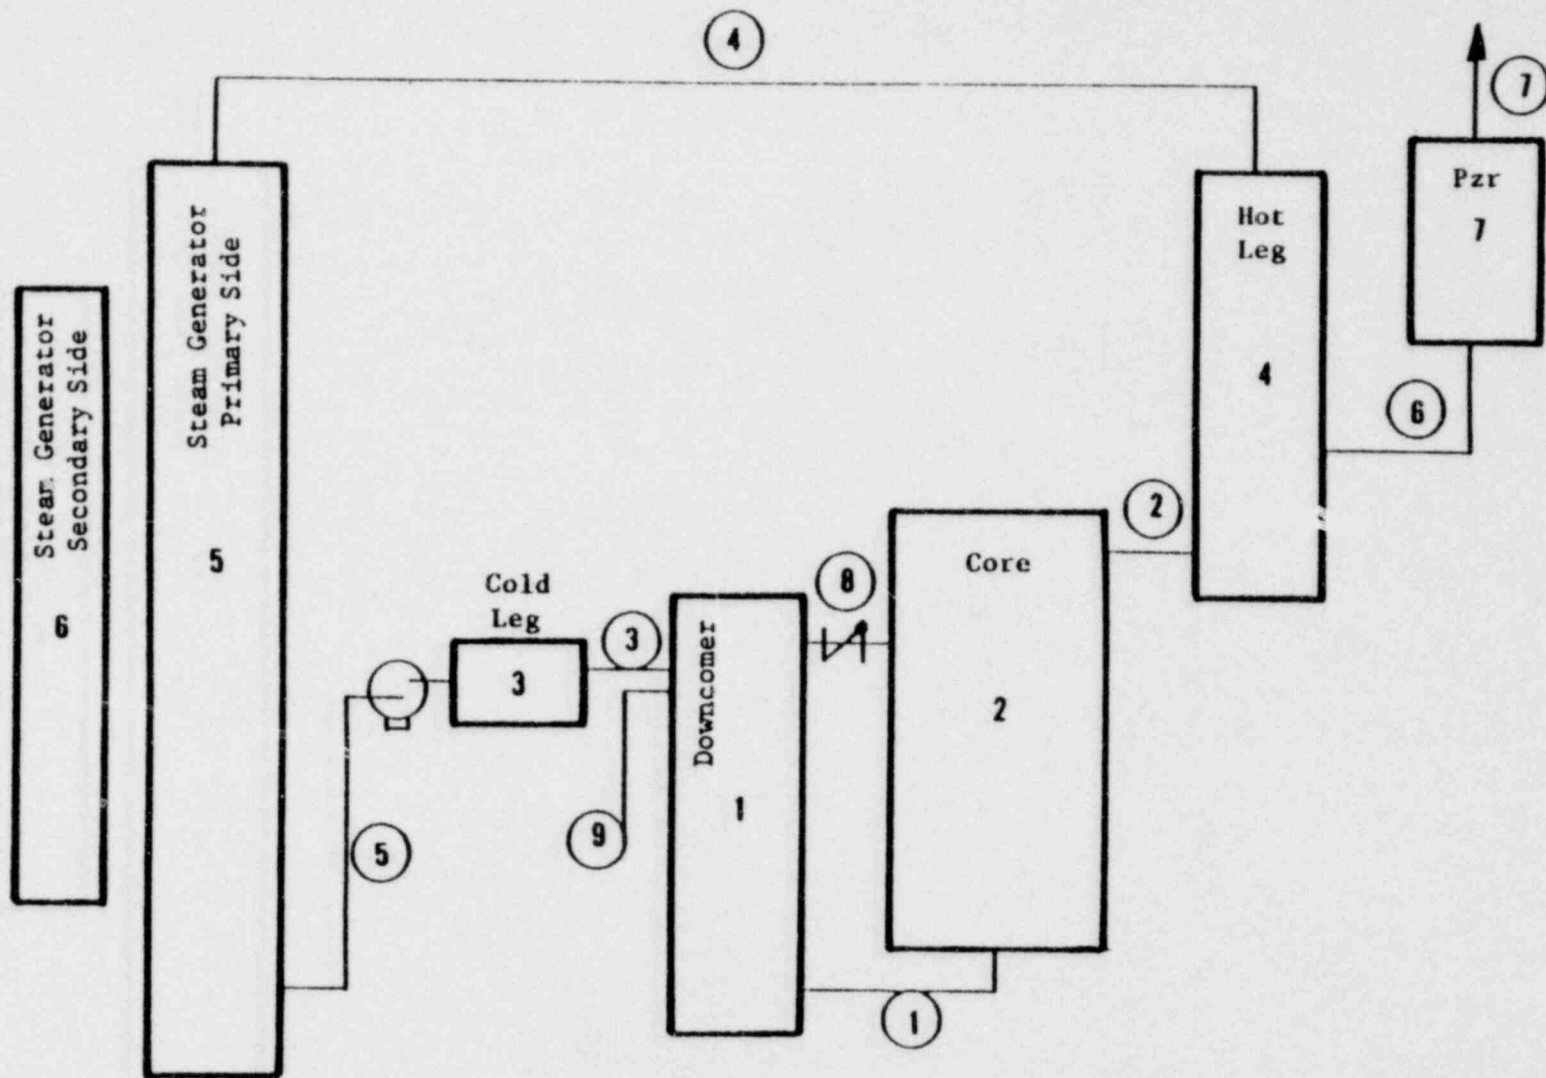 4
7
Pzr
7
Steam Generator
Primary Side
5
Hot
Leg
4
Steam Generator
Secondary Side
6
6
2
Core
2
8
Cold
Leg
3
3
Downcomer
1
5
9
1